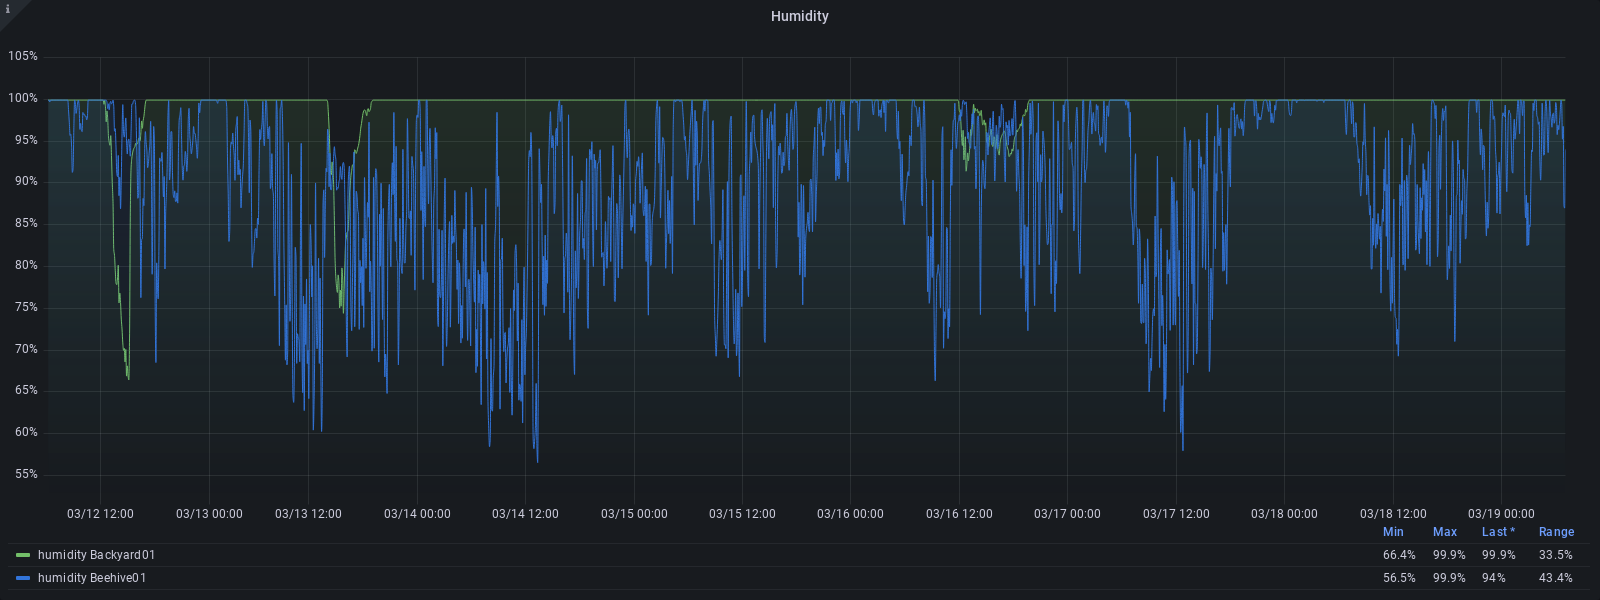 i
Humidity
105%
100%
95%
90%
85%
80%
75%
70%
65%
60%
55%
03/12 12:00 03/13 00:00 03/13 12:00 03/14 00:00 03/14 12:00 03/15 00:00 03/15 12:00 03/16 00:00 03/16 12:00 03/17 00:00 03/17 12:00 03/18 00:00 03/18 12:00 03/19 00:00
Min Max Last * Range
humidity Backyard01 66.4% 99.9% 99.9% 33.5%
humidity Beehive01 56.5% 99.9% 94% 43.4%